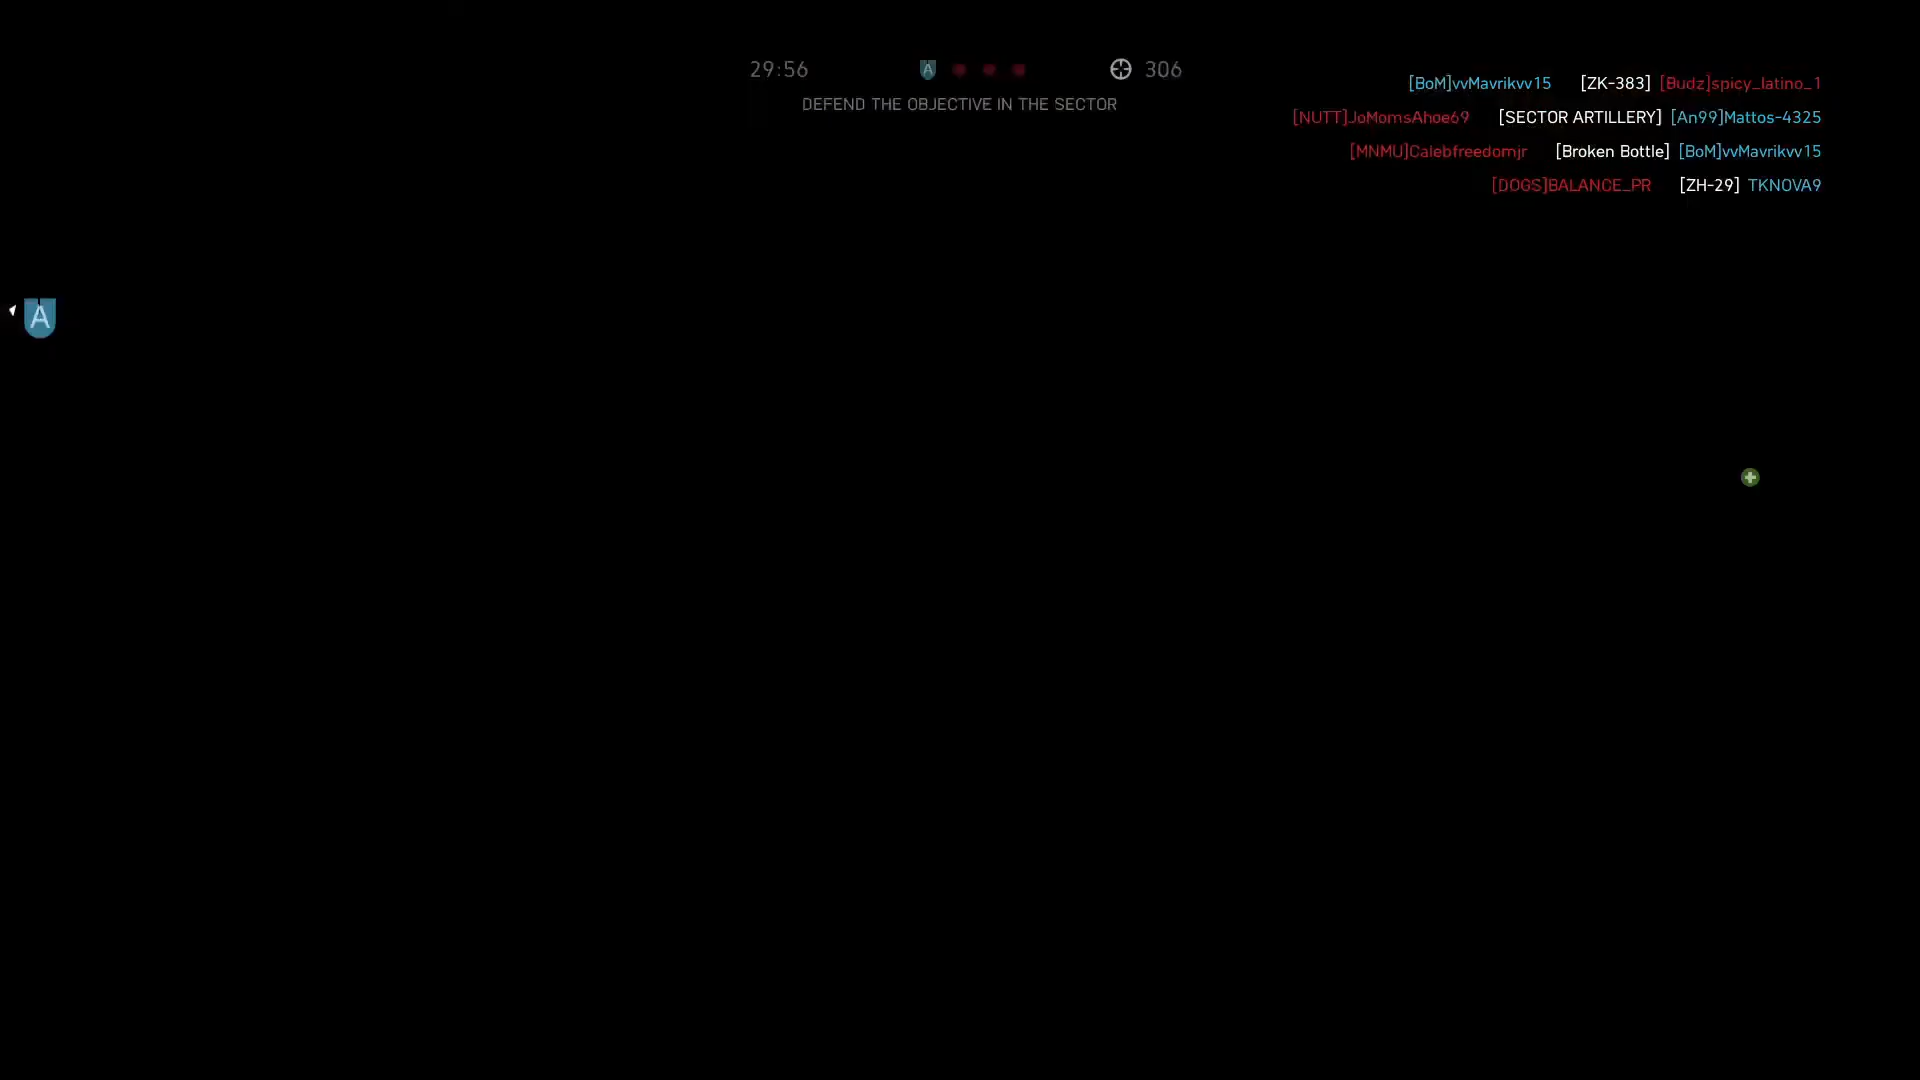 29:56 A 306
DEFEND THE OBJECTIVE IN THE SECTOR
[BoM]vvMavrikvv15 [ZK-383] [Budz]spicy_latino_1
[NUTT]JoMomsAhoe69 [SECTOR ARTILLERY] [An99]Mattos-4325
[MNMU]Calebfreedomjr [Broken Bottle] [BoM]vvMavrikvv15
[DOGS]BALANCE_PR [ZH-29] TKNOVA9
A